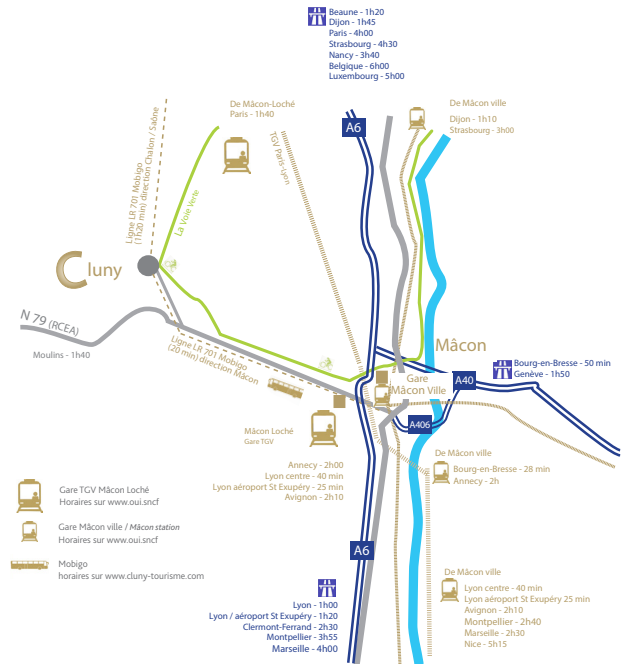 Beaune - 1h20
Dijon - 1h45
Paris - 4h00
Strasbourg - 4h30
Nancy - 3h40
Belgique - 6h00
Luxembourg - 5h00
De Mâcon-Loché
Paris - 1h40
De Mâcon ville
Dijon - 1h10
Strasbourg - 3h00
A6
TGV Paris-Lyon
Ligne LR 701 Mobigo
(1h20 min) direction Chalon / Saône
La Voie Verte
Cluny
N 79 (RCEA)
Moulins - 1h40
Ligne LR 701 Mobigo
(20 min) direction Mâcon
Mâcon
Bourg-en-Bresse - 50 min
Genève - 1h50
A40
Gare
Mâcon Ville
A406
Mâcon Loché
Gare TGV
Annecy - 2h00
Lyon centre - 40 min
Lyon aéroport St Exupéry - 25 min
Avignon - 2h10
De Mâcon ville
Bourg-en-Bresse - 28 min
Annecy - 2h
Gare TGV Mâcon Loché
Horaires sur www.oui.sncf
Gare Mâcon ville / Mâcon station
Horaires sur www.oui.sncf
Mobigo
horaires sur www.cluny-tourisme.com
A6
Lyon - 1h00
Lyon / aéroport St Exupéry - 1h20
Clermont-Ferrand - 2h30
Montpellier - 3h55
Marseille - 4h00
De Mâcon ville
Lyon centre - 40 min
Lyon aéroport St Exupéry 25 min
Avignon - 2h10
Montpellier - 2h40
Marseille - 2h30
Nice - 5h15